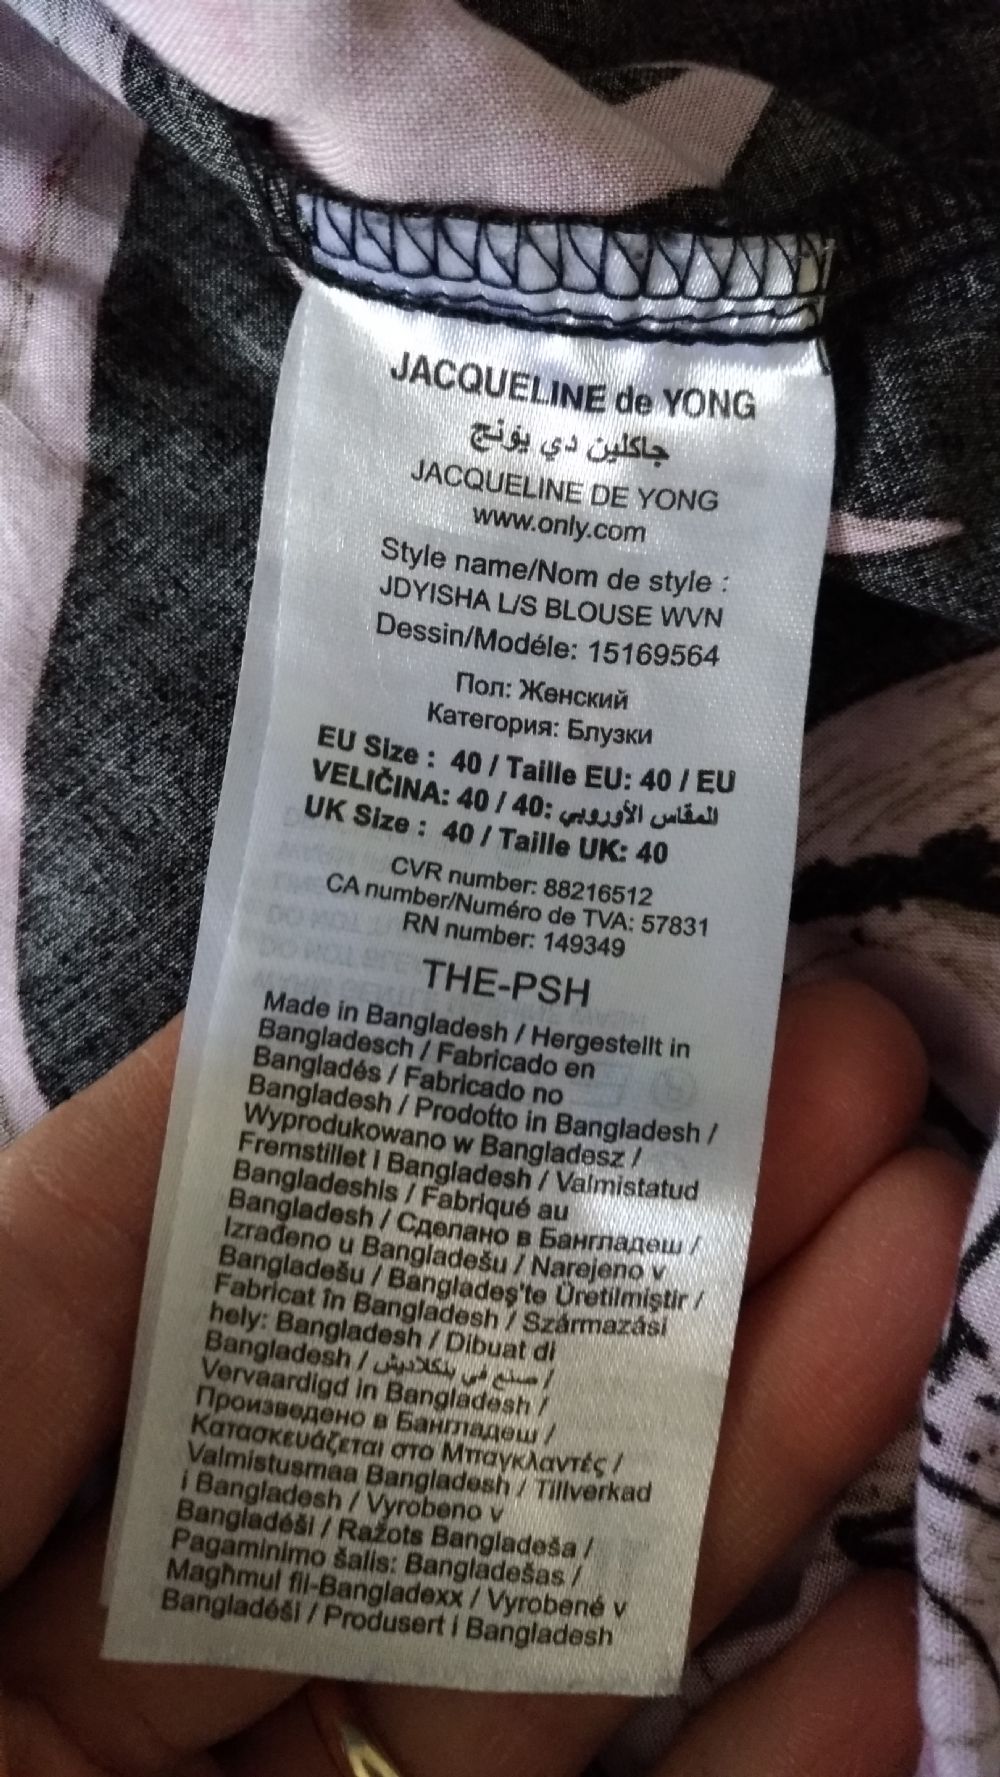 JACQUELINE de YONG
جاكلين دي يونج
JACQUELINE DE YONG
www.only.com
Style name/Nom de style :
JDYISHA L/S BLOUSE WVN
Dessin/Modéle: 15169564
Пол: Женский
Категория: Блузки
EU Size : 40 / Taille EU: 40 / EU
VELIČINA: 40 / 40: المقاس الأوروبي
UK Size : 40 / Taille UK: 40
CVR number: 88216512
CA number/Numéro de TVA: 57831
RN number: 149349
THE-PSH
Made in Bangladesh / Hergestellt in
Bangladesch / Fabricado en
Bangladés / Fabricado no
Bangladesh / Prodotto in Bangladesh /
Wyprodukowano w Bangladesz /
Fremstillet i Bangladesh / Valmistatud
Bangladeshis / Fabriqué au
Bangladesh / Сделано в Бангладеш /
Izrađeno u Bangladešu / Narejeno v
Bangladešu / Bangladeş'te Üretilmiştir /
Fabricat în Bangladesh / Származási
hely: Bangladesh / Dibuat di
Bangladesh / صنع في بنكلاديش /
Vervaardigd in Bangladesh /
Произведено в Бангладеш /
Κατασκευάζεται στο Μπαγκλαντές /
Valmistusmaa Bangladesh / Tillverkad
i Bangladesh / Vyrobeno v
Bangladéši / Ražots Bangladeša /
Pagaminimo šalis: Bangladešas /
Magħmul fil-Bangladexx / Vyrobené v
Bangladéši / Produsert i Bangladesh